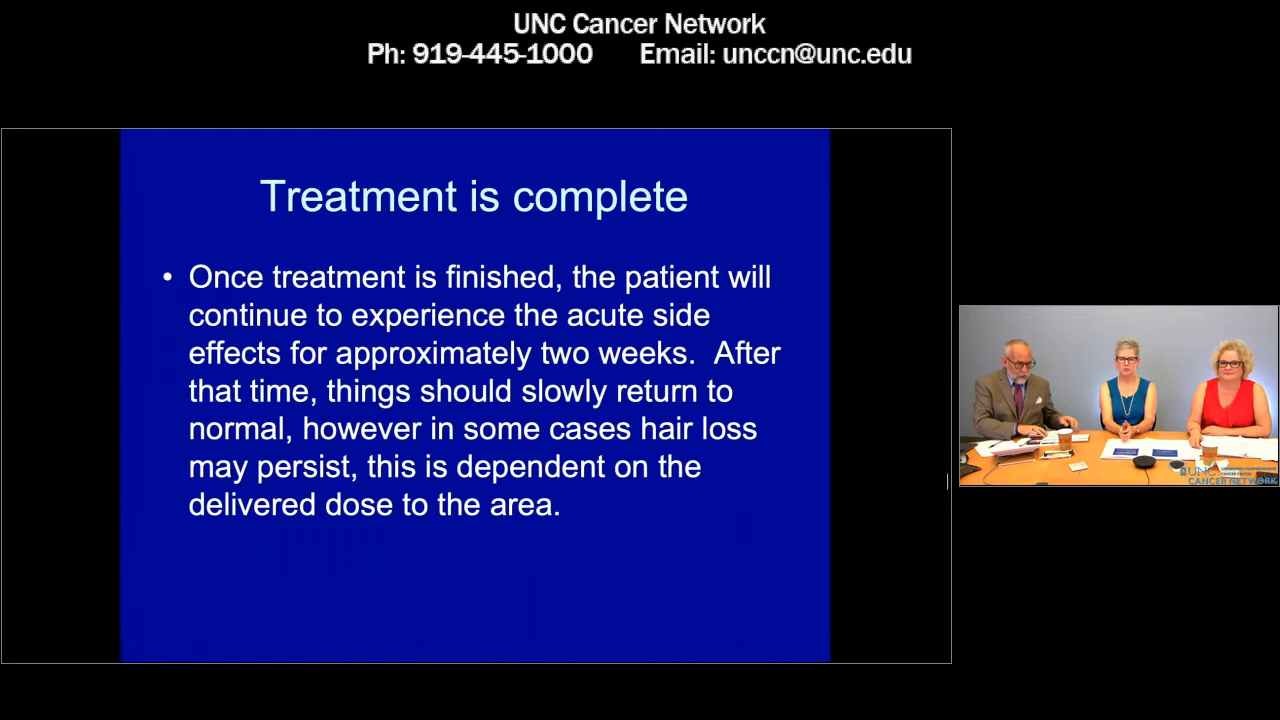 UNC Cancer Network
Ph: 919-445-1000 Email: unccn@unc.edu
Treatment is complete
• Once treatment is finished, the patient will
continue to experience the acute side
effects for approximately two weeks. After
that time, things should slowly return to
normal, however in some cases hair loss
may persist, this is dependent on the
delivered dose to the area.
UNC
CANCER NETWORK